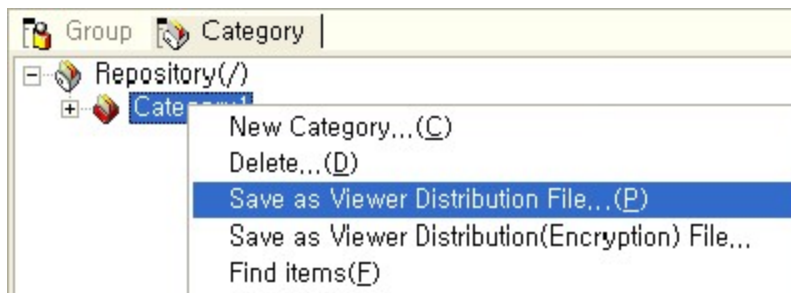 Group Category
Repository(/)
Category1
New Category...(C)
Delete...(D)
Save as Viewer Distribution File...(P)
Save as Viewer Distribution(Encryption) File...
Find items(F)